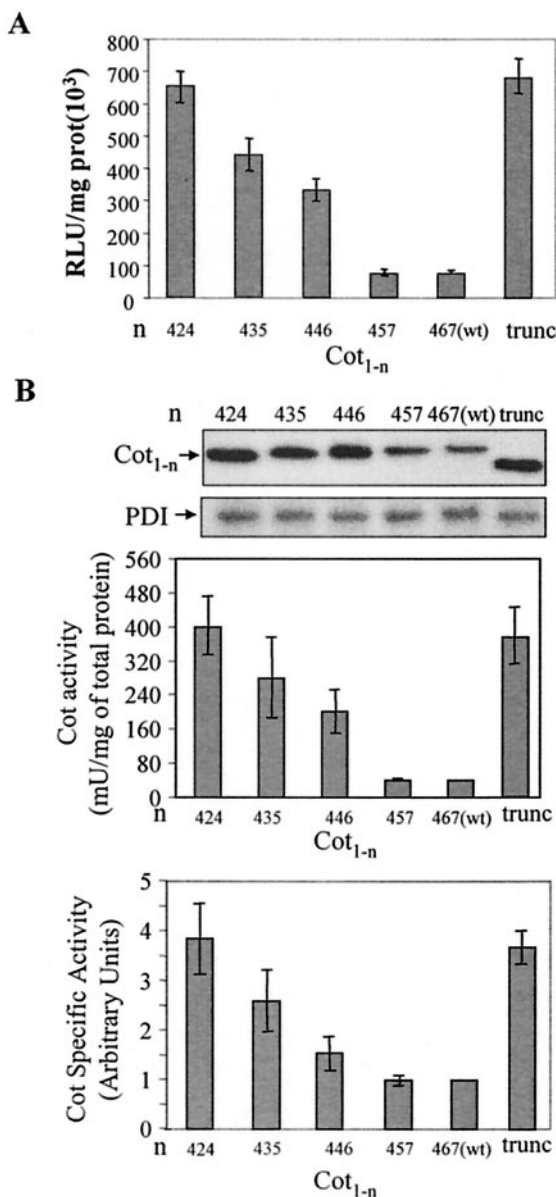 A
RLU/mg prot(10³)
800
700
600
500
400
300
200
100
0
n 424 435 446 457 467(wt) trunc
Cot1-n
B
n 424 435 446 457 467(wt) trunc
Cot1-n
PDI
Cot activity
(mU/mg of total protein)
560
480
400
320
240
160
80
0
n 424 435 446 457 467(wt) trunc
Cot1-n
Cot Specific Activity
(Arbitrary Units)
5
4
3
2
1
0
n 424 435 446 457 467(wt) trunc
Cot1-n